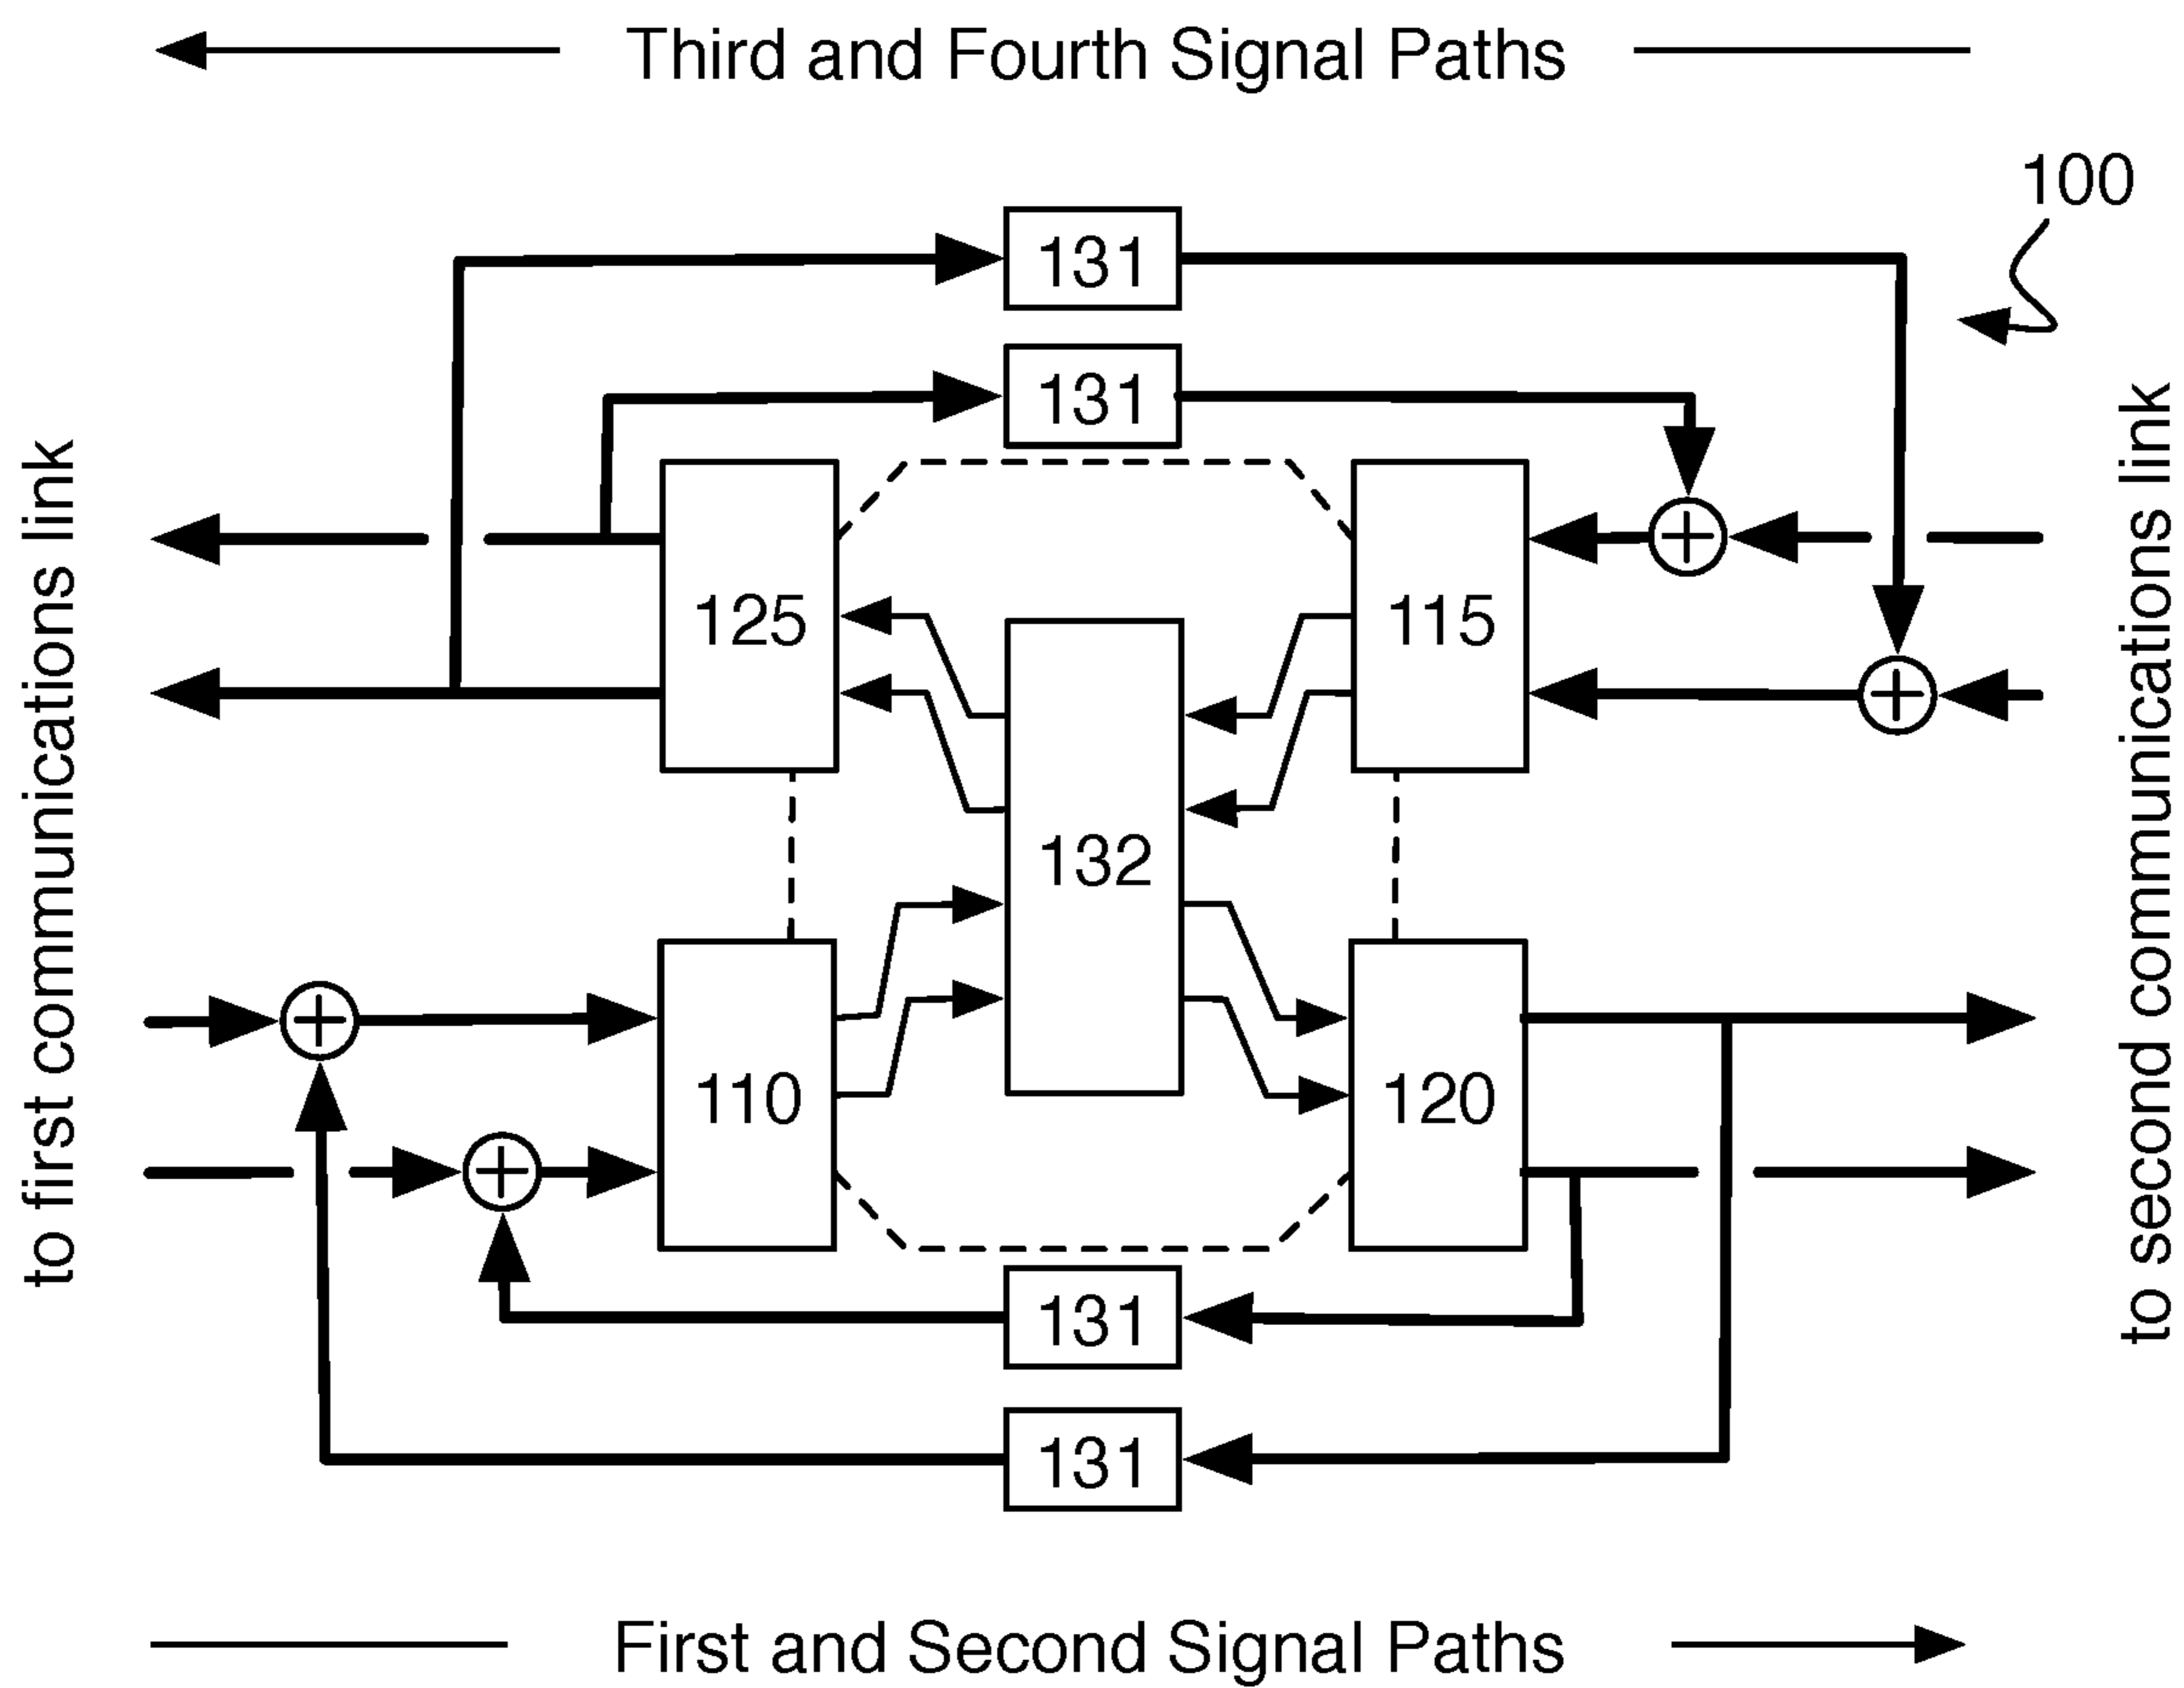 Third and Fourth Signal Paths
100
131
131
to first communications link
to second communications link
125
115
132
110
120
131
131
First and Second Signal Paths